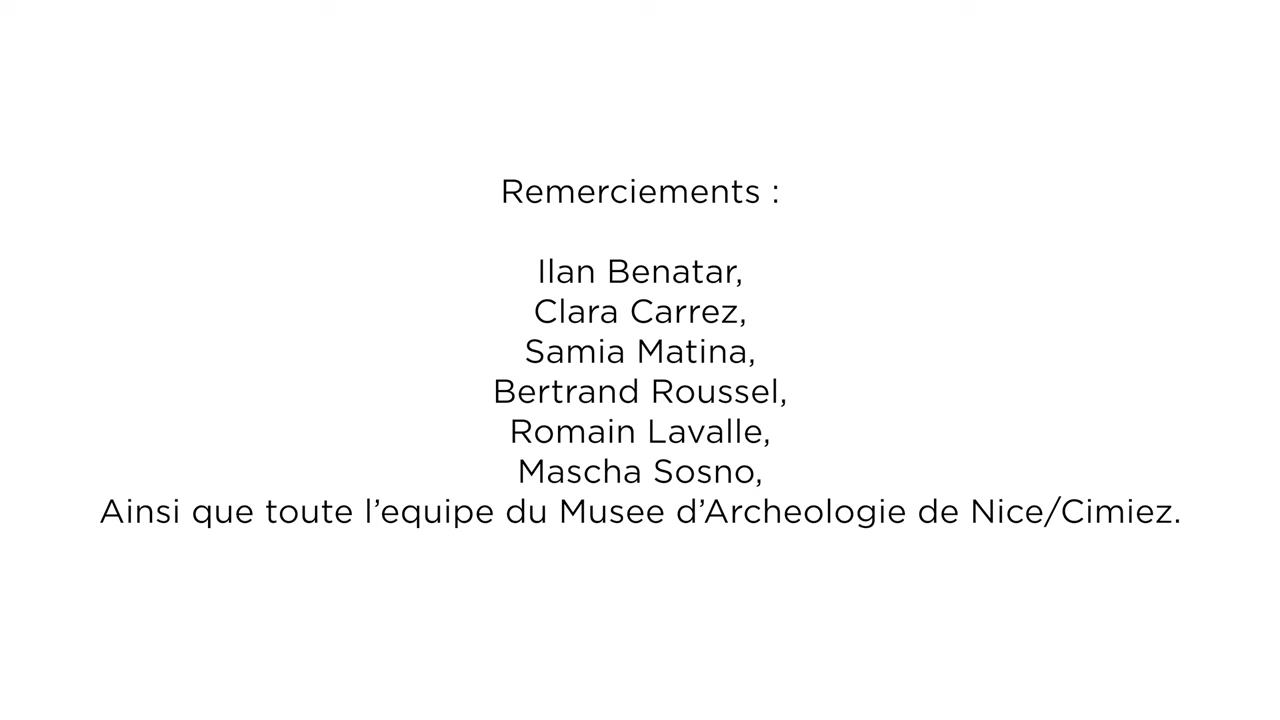 Remerciements :
Ilan Benatar,
Clara Carrez,
Samia Matina,
Bertrand Roussel,
Romain Lavalle,
Mascha Sosno,
Ainsi que toute l’equipe du Musee d’Archeologie de Nice/Cimiez.